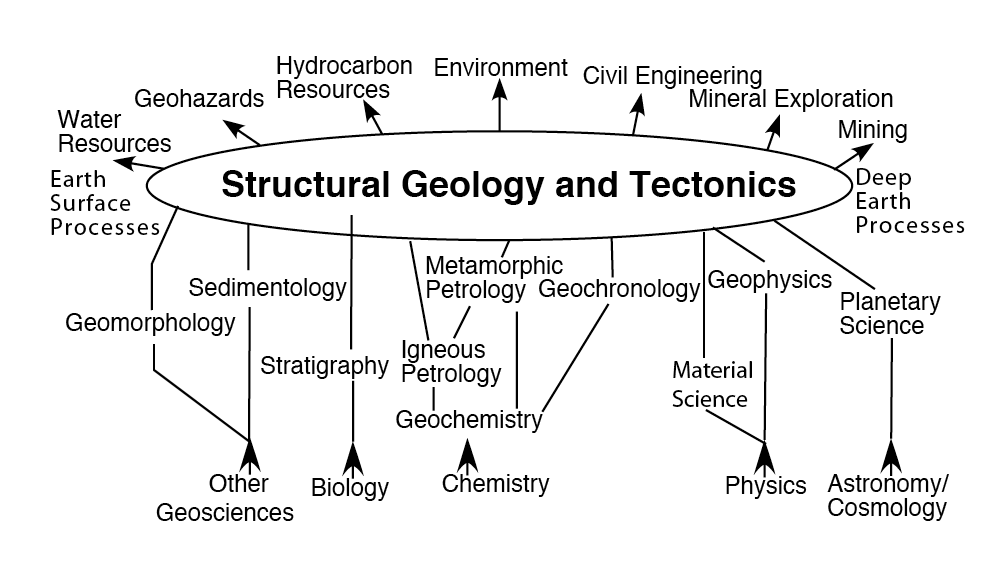 Hydrocarbon
Resources
Environment
Civil Engineering
Geohazards
Mineral Exploration
Water
Resources
Mining
Earth
Surface
Processes
Structural Geology and Tectonics
Deep
Earth
Processes
Sedimentology
Metamorphic
Petrology
Geochronology
Geophysics
Planetary
Science
Geomorphology
Stratigraphy
Igneous
Petrology
Material
Science
Geochemistry
Other
Geosciences
Biology
Chemistry
Physics
Astronomy/
Cosmology